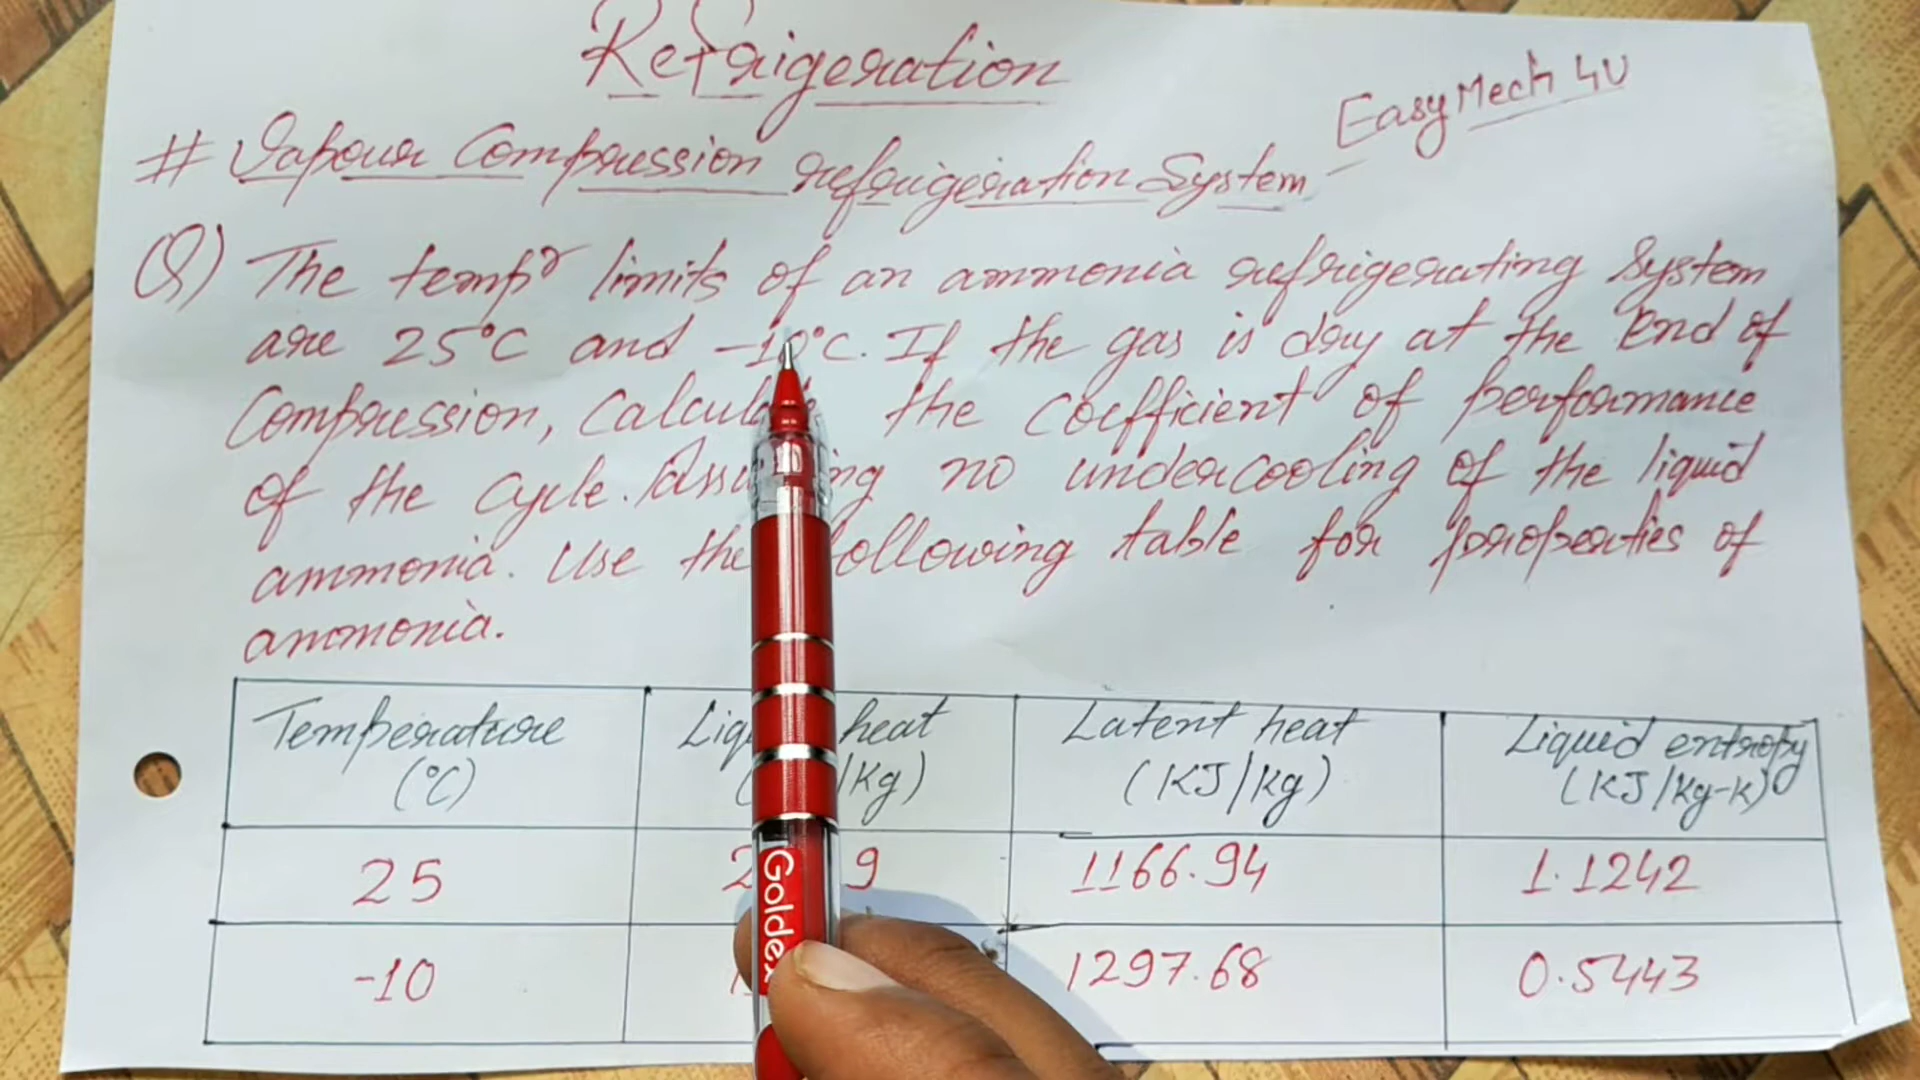 Refrigeration
EasyMech 4U
# Vapour Compression refrigeration System
Q) The tempr limits of an ammonia refrigerating System
are 25°C and -10°C. If the gas is dry at the end of
Compression, Calculate the coefficient of performance
of the Cycle. Assuming no undercooling of the liquid
ammonia. Use the following table for properties of
ammonia.
Temperature heat Latent heat Liquid entropy
(°C) /Kg) (KJ/Kg) (KJ/Kg-K)
25 1166.94 1.1242
-10 1297.68 0.5443
Goldex